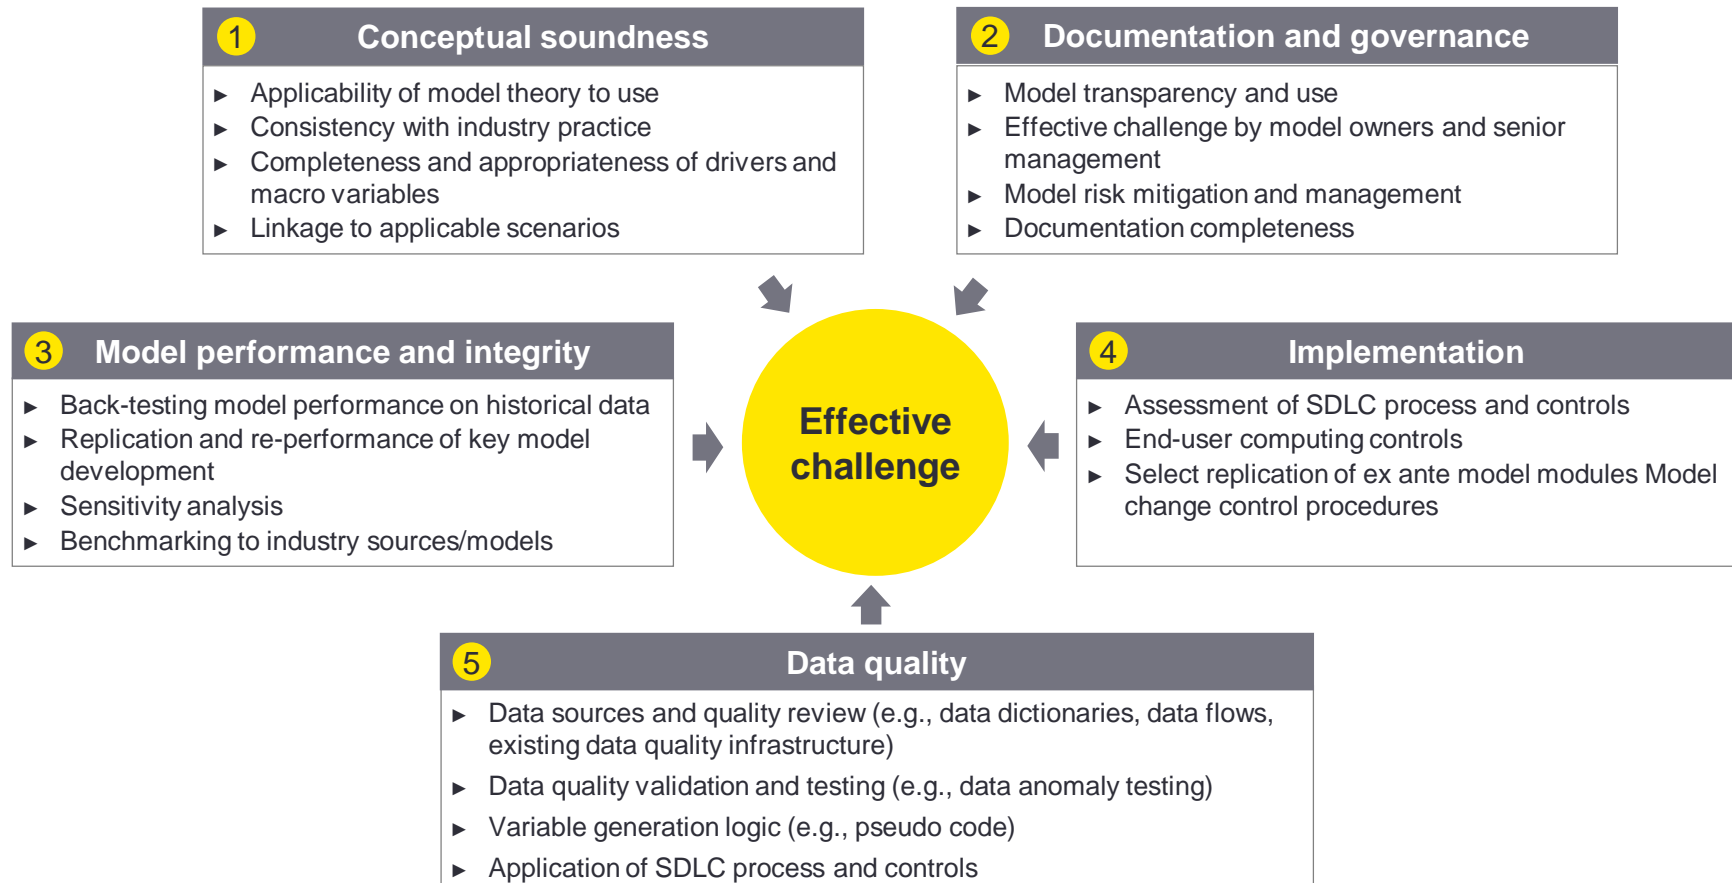 1 Conceptual soundness
► Applicability of model theory to use
► Consistency with industry practice
► Completeness and appropriateness of drivers and
macro variables
► Linkage to applicable scenarios
2 Documentation and governance
► Model transparency and use
► Effective challenge by model owners and senior
management
► Model risk mitigation and management
► Documentation completeness
3 Model performance and integrity
► Back-testing model performance on historical data
► Replication and re-performance of key model
development
► Sensitivity analysis
► Benchmarking to industry sources/models
Effective
challenge
4 Implementation
► Assessment of SDLC process and controls
► End-user computing controls
► Select replication of ex ante model modules Model
change control procedures
5 Data quality
► Data sources and quality review (e.g., data dictionaries, data flows,
existing data quality infrastructure)
► Data quality validation and testing (e.g., data anomaly testing)
► Variable generation logic (e.g., pseudo code)
► Application of SDLC process and controls